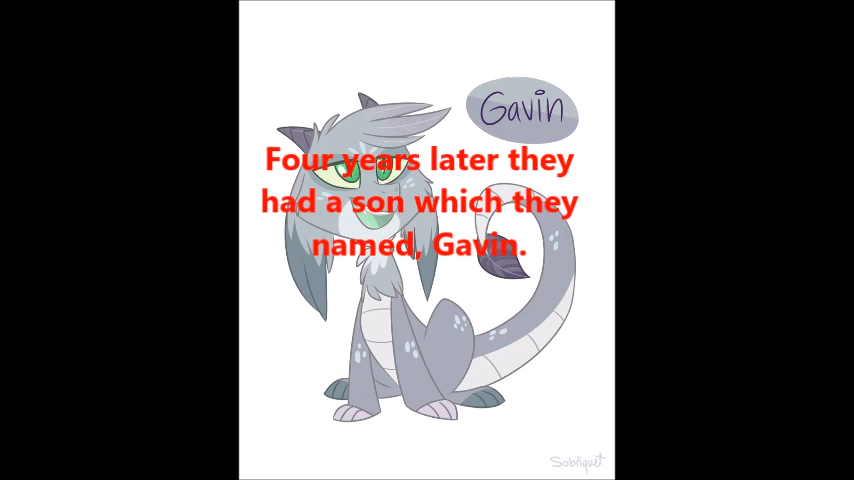 Gavin
Four years later they
had a son which they
named, Gavin.
Sobriquet